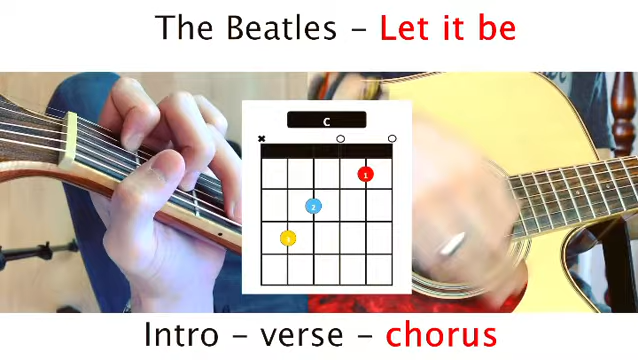 The Beatles – Let it be
C
1
2
3
Intro – verse – chorus